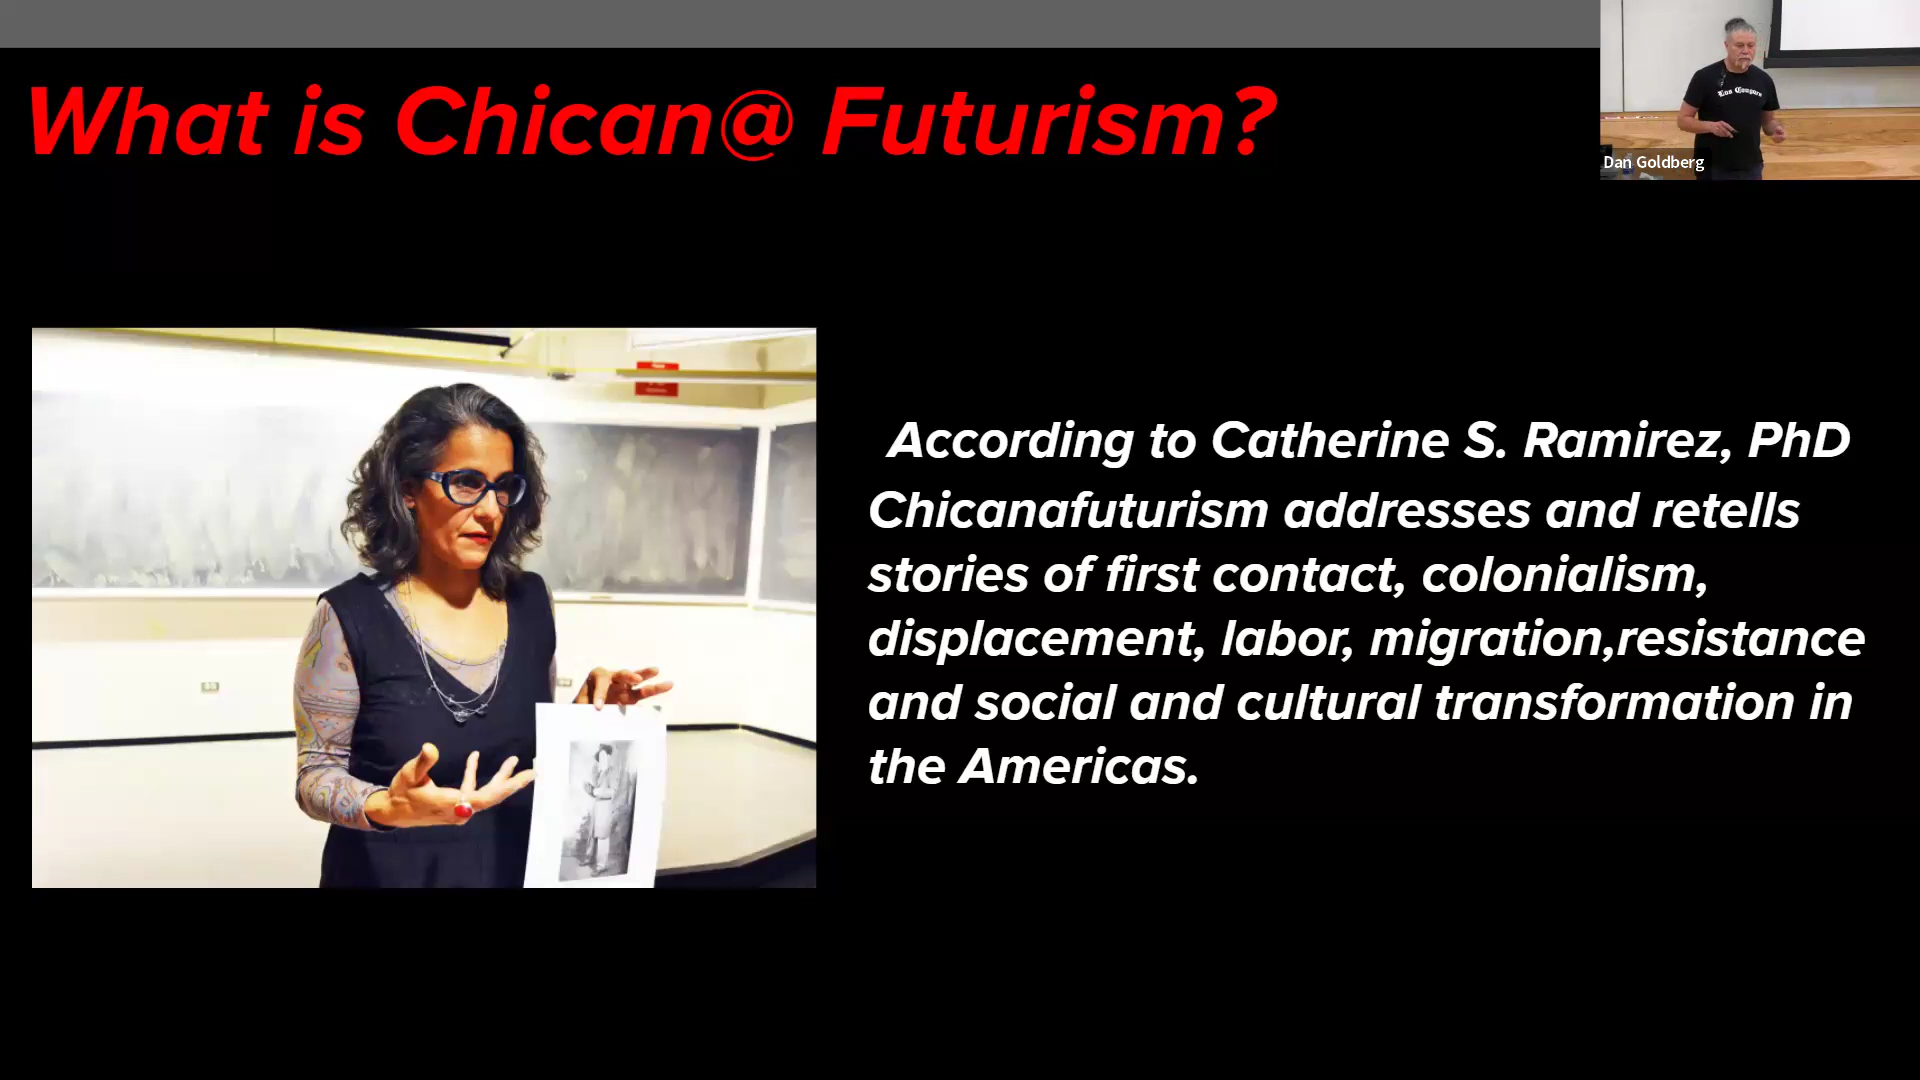 What is Chican@ Futurism?
Dan Goldberg
According to Catherine S. Ramirez, PhD
Chicanafuturism addresses and retells
stories of first contact, colonialism,
displacement, labor, migration,resistance
and social and cultural transformation in
the Americas.